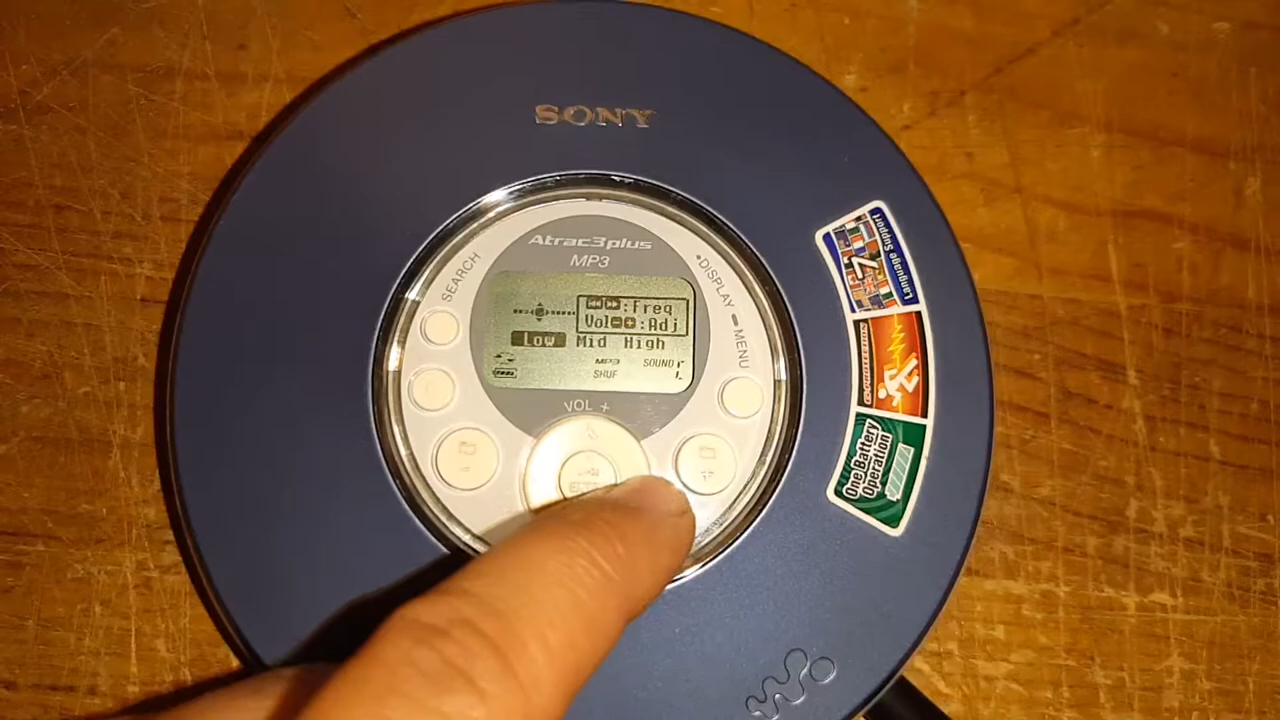 SONY
Atrac3plus
MP3
SEARCH
•DISPLAY
MENU
:Freq
Vol :Adj
Low Mid High
MP3 SOUND
SHUF
VOL +
7
Language Support
G-PROTECTION
One Battery
Operation